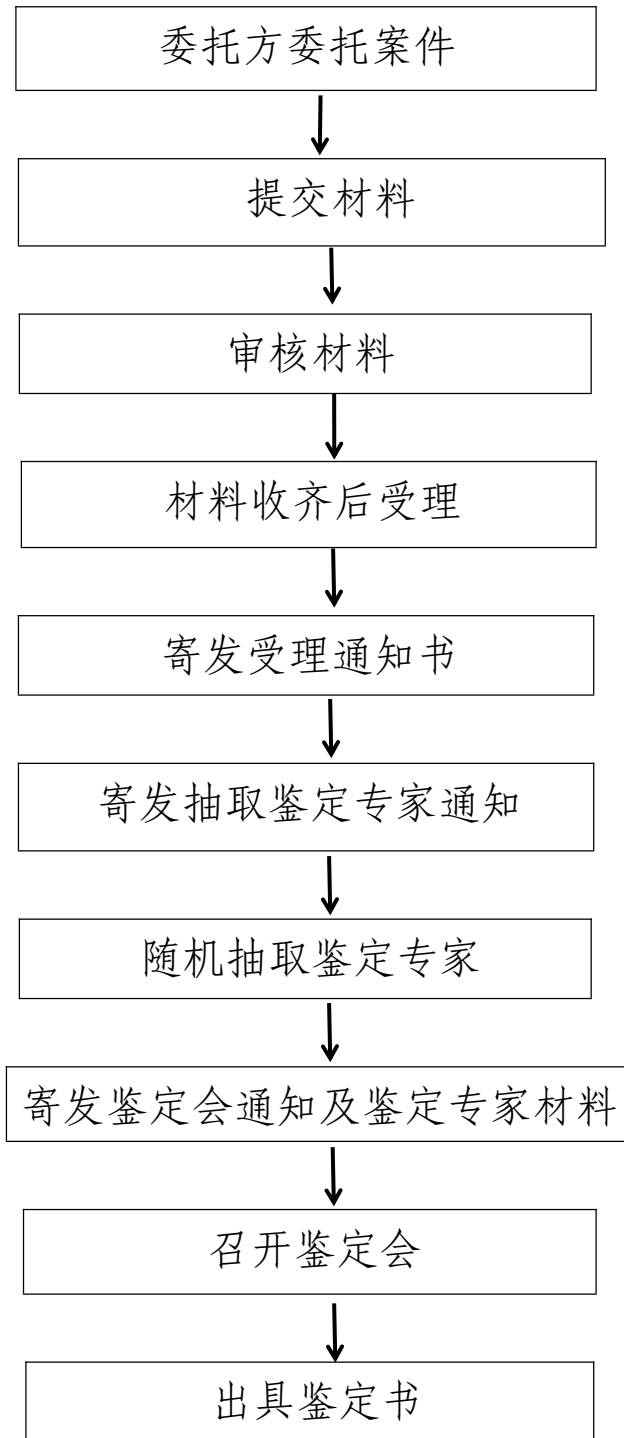 委托方委托案件
提交材料
审核材料
材料收齐后受理
寄发受理通知书
寄发抽取鉴定专家通知
随机抽取鉴定专家
寄发鉴定会通知及鉴定专家材料
召开鉴定会
出具鉴定书